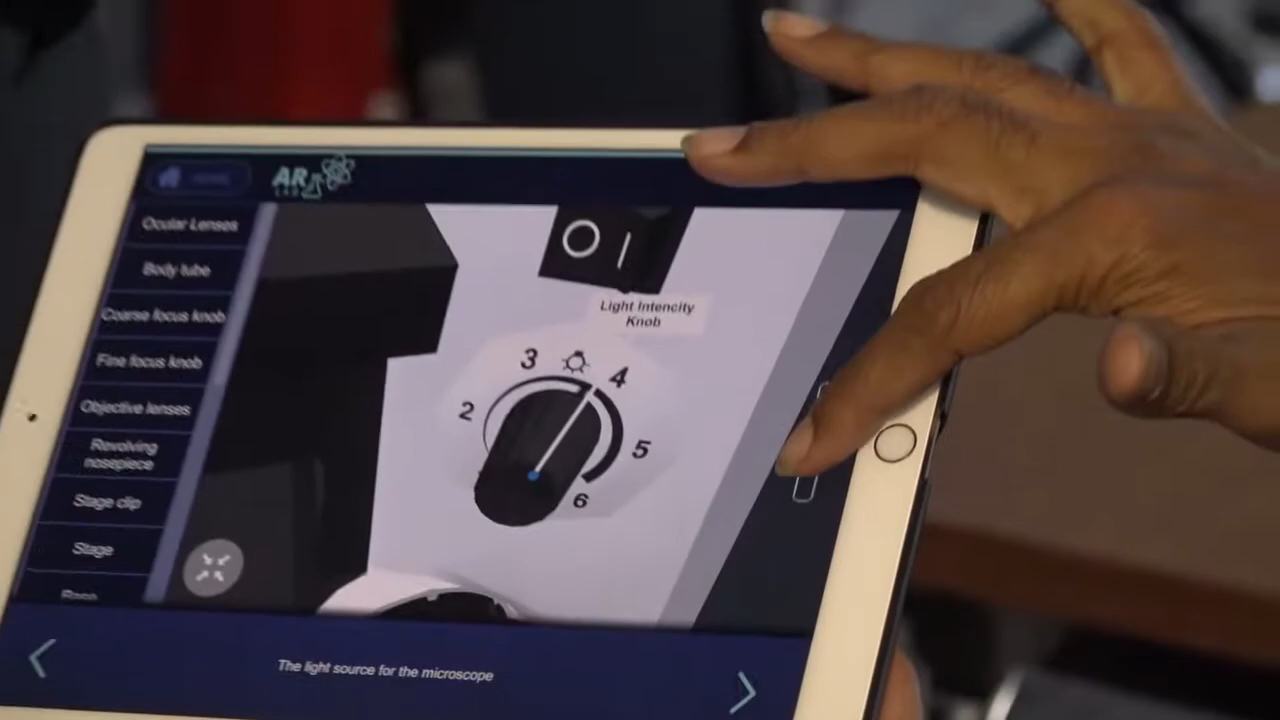 AR
Ocular Lenses
Body tube
Coarse focus knob
Fine focus knob
Objective lenses
Revolving
nosepiece
Stage clip
Stage
O I
Light Intencity
Knob
3
4
2
5
6
The light source for the microscope